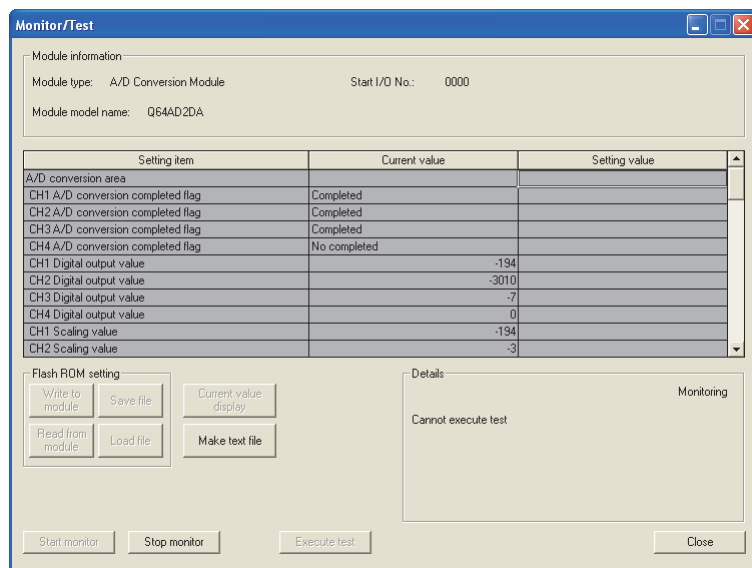 Monitor/Test
Module information
Module type: A/D Conversion Module Start I/O No.: 0000
Module model name: Q64AD2DA
Setting item Current value Setting value
A/D conversion area
CH1 A/D conversion completed flag Completed
CH2 A/D conversion completed flag Completed
CH3 A/D conversion completed flag Completed
CH4 A/D conversion completed flag No completed
CH1 Digital output value -194
CH2 Digital output value -3010
CH3 Digital output value -7
CH4 Digital output value 0
CH1 Scaling value -194
CH2 Scaling value -3
Flash ROM setting
Write to module
Save file
Current value display
Read from module
Load file
Make text file
Details
Monitoring
Cannot execute test
Start monitor Stop monitor Execute test Close